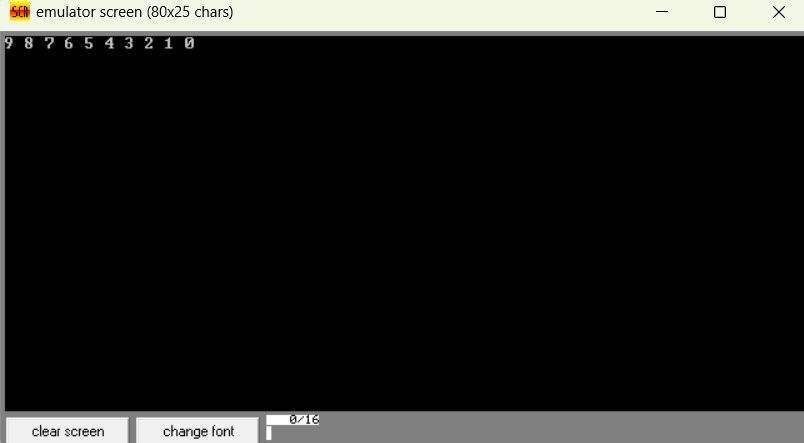 SCR emulator screen (80x25 chars)
9 8 7 6 5 4 3 2 1 0
clear screen change font 0/16